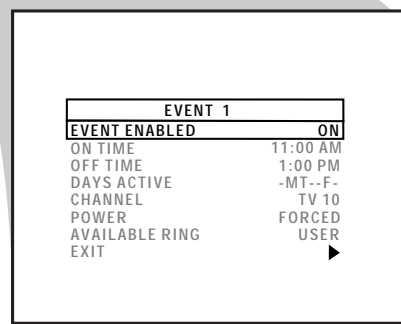 EVENT 1
EVENT ENABLED ON
ON TIME 11:00 AM
OFF TIME 1:00 PM
DAYS ACTIVE -MT--F-
CHANNEL TV 10
POWER FORCED
AVAILABLE RING USER
EXIT